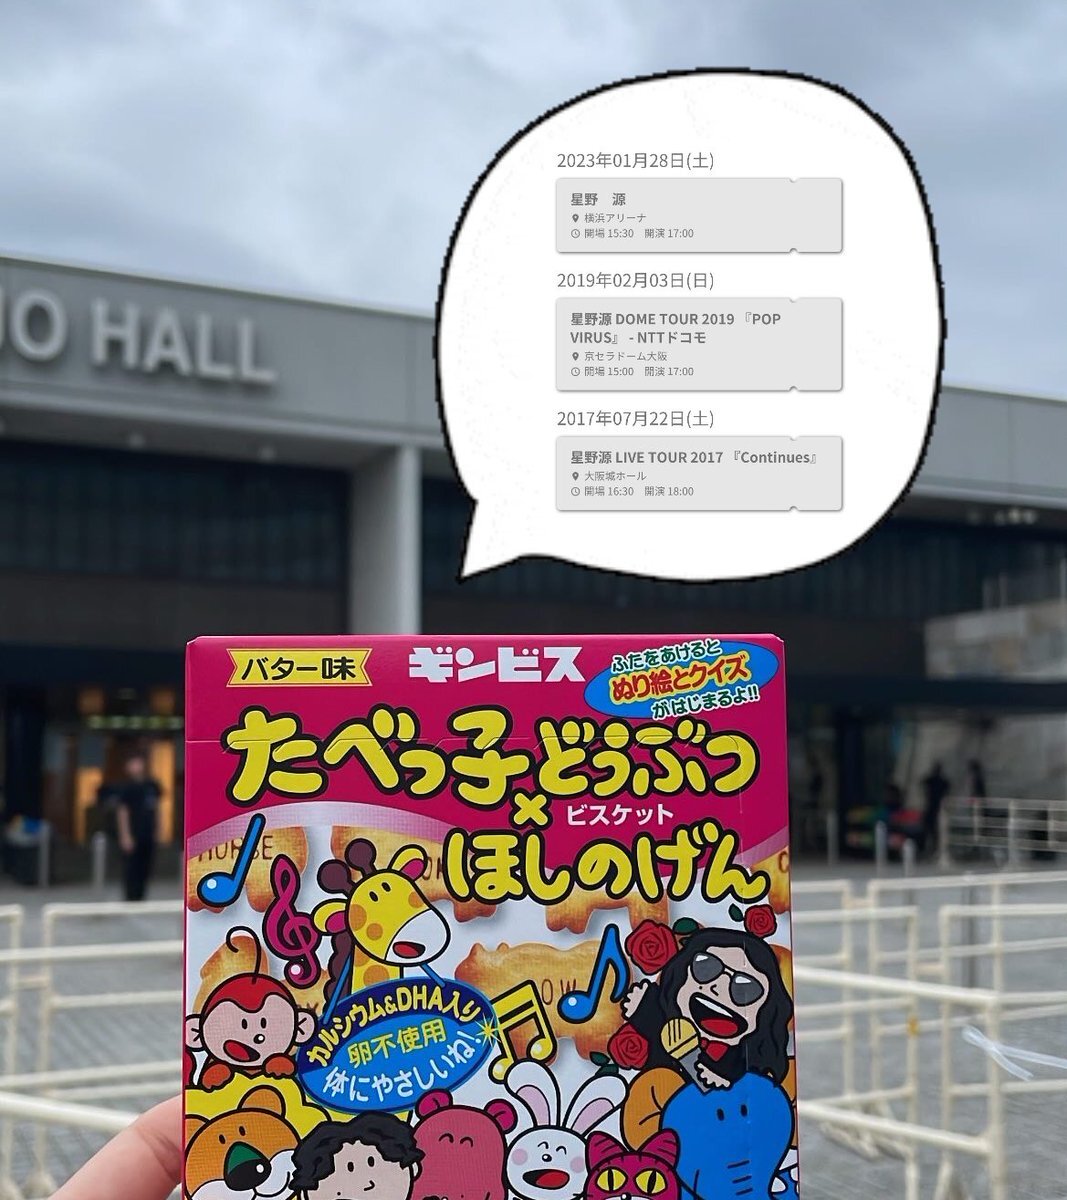 JO HALL
2023年01月28日(土)
星野　源
横浜アリーナ
開場 15:30　開演 17:00
2019年02月03日(日)
星野源 DOME TOUR 2019 『POP
VIRUS』 - NTTドコモ
京セラドーム大阪
開場 15:00　開演 17:00
2017年07月22日(土)
星野源 LIVE TOUR 2017 『Continues』
大阪城ホール
開場 16:30　開演 18:00
バター味
ギンビス
ふたをあけると
ぬり絵とクイズ
がはじまるよ!!
たべっ子どうぶつ
×
ビスケット
ほしのげん
HORSE
COW
カルシウム&DHA入り
卵不使用
体にやさしいね!